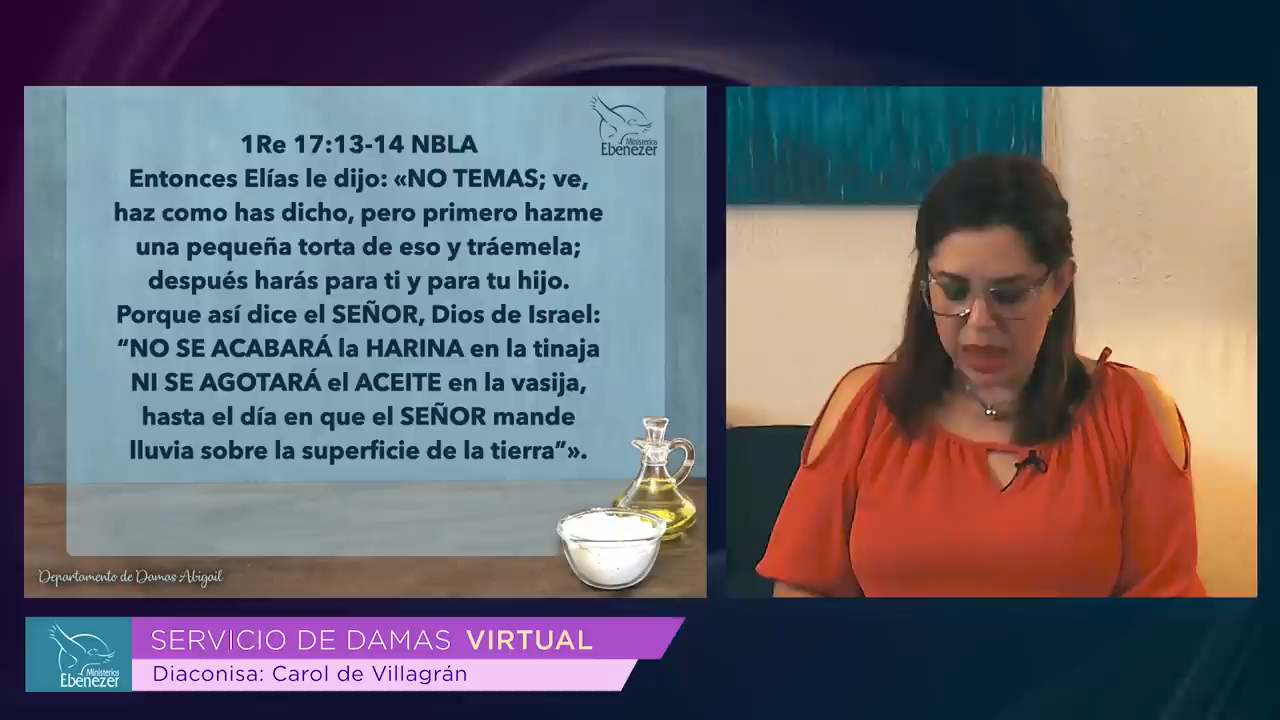 1Re 17:13-14 NBLA
Entonces Elías le dijo: «NO TEMAS; ve,
haz como has dicho, pero primero hazme
una pequeña torta de eso y tráemela;
después harás para ti y para tu hijo.
Porque así dice el SEÑOR, Dios de Israel:
“NO SE ACABARÁ la HARINA en la tinaja
NI SE AGOTARÁ el ACEITE en la vasija,
hasta el día en que el SEÑOR mande
lluvia sobre la superficie de la tierra”».
Ministerios
Ebenezer
Departamento de Damas Abigail
Ministerios
Ebenezer
SERVICIO DE DAMAS VIRTUAL
Diaconisa: Carol de Villagrán